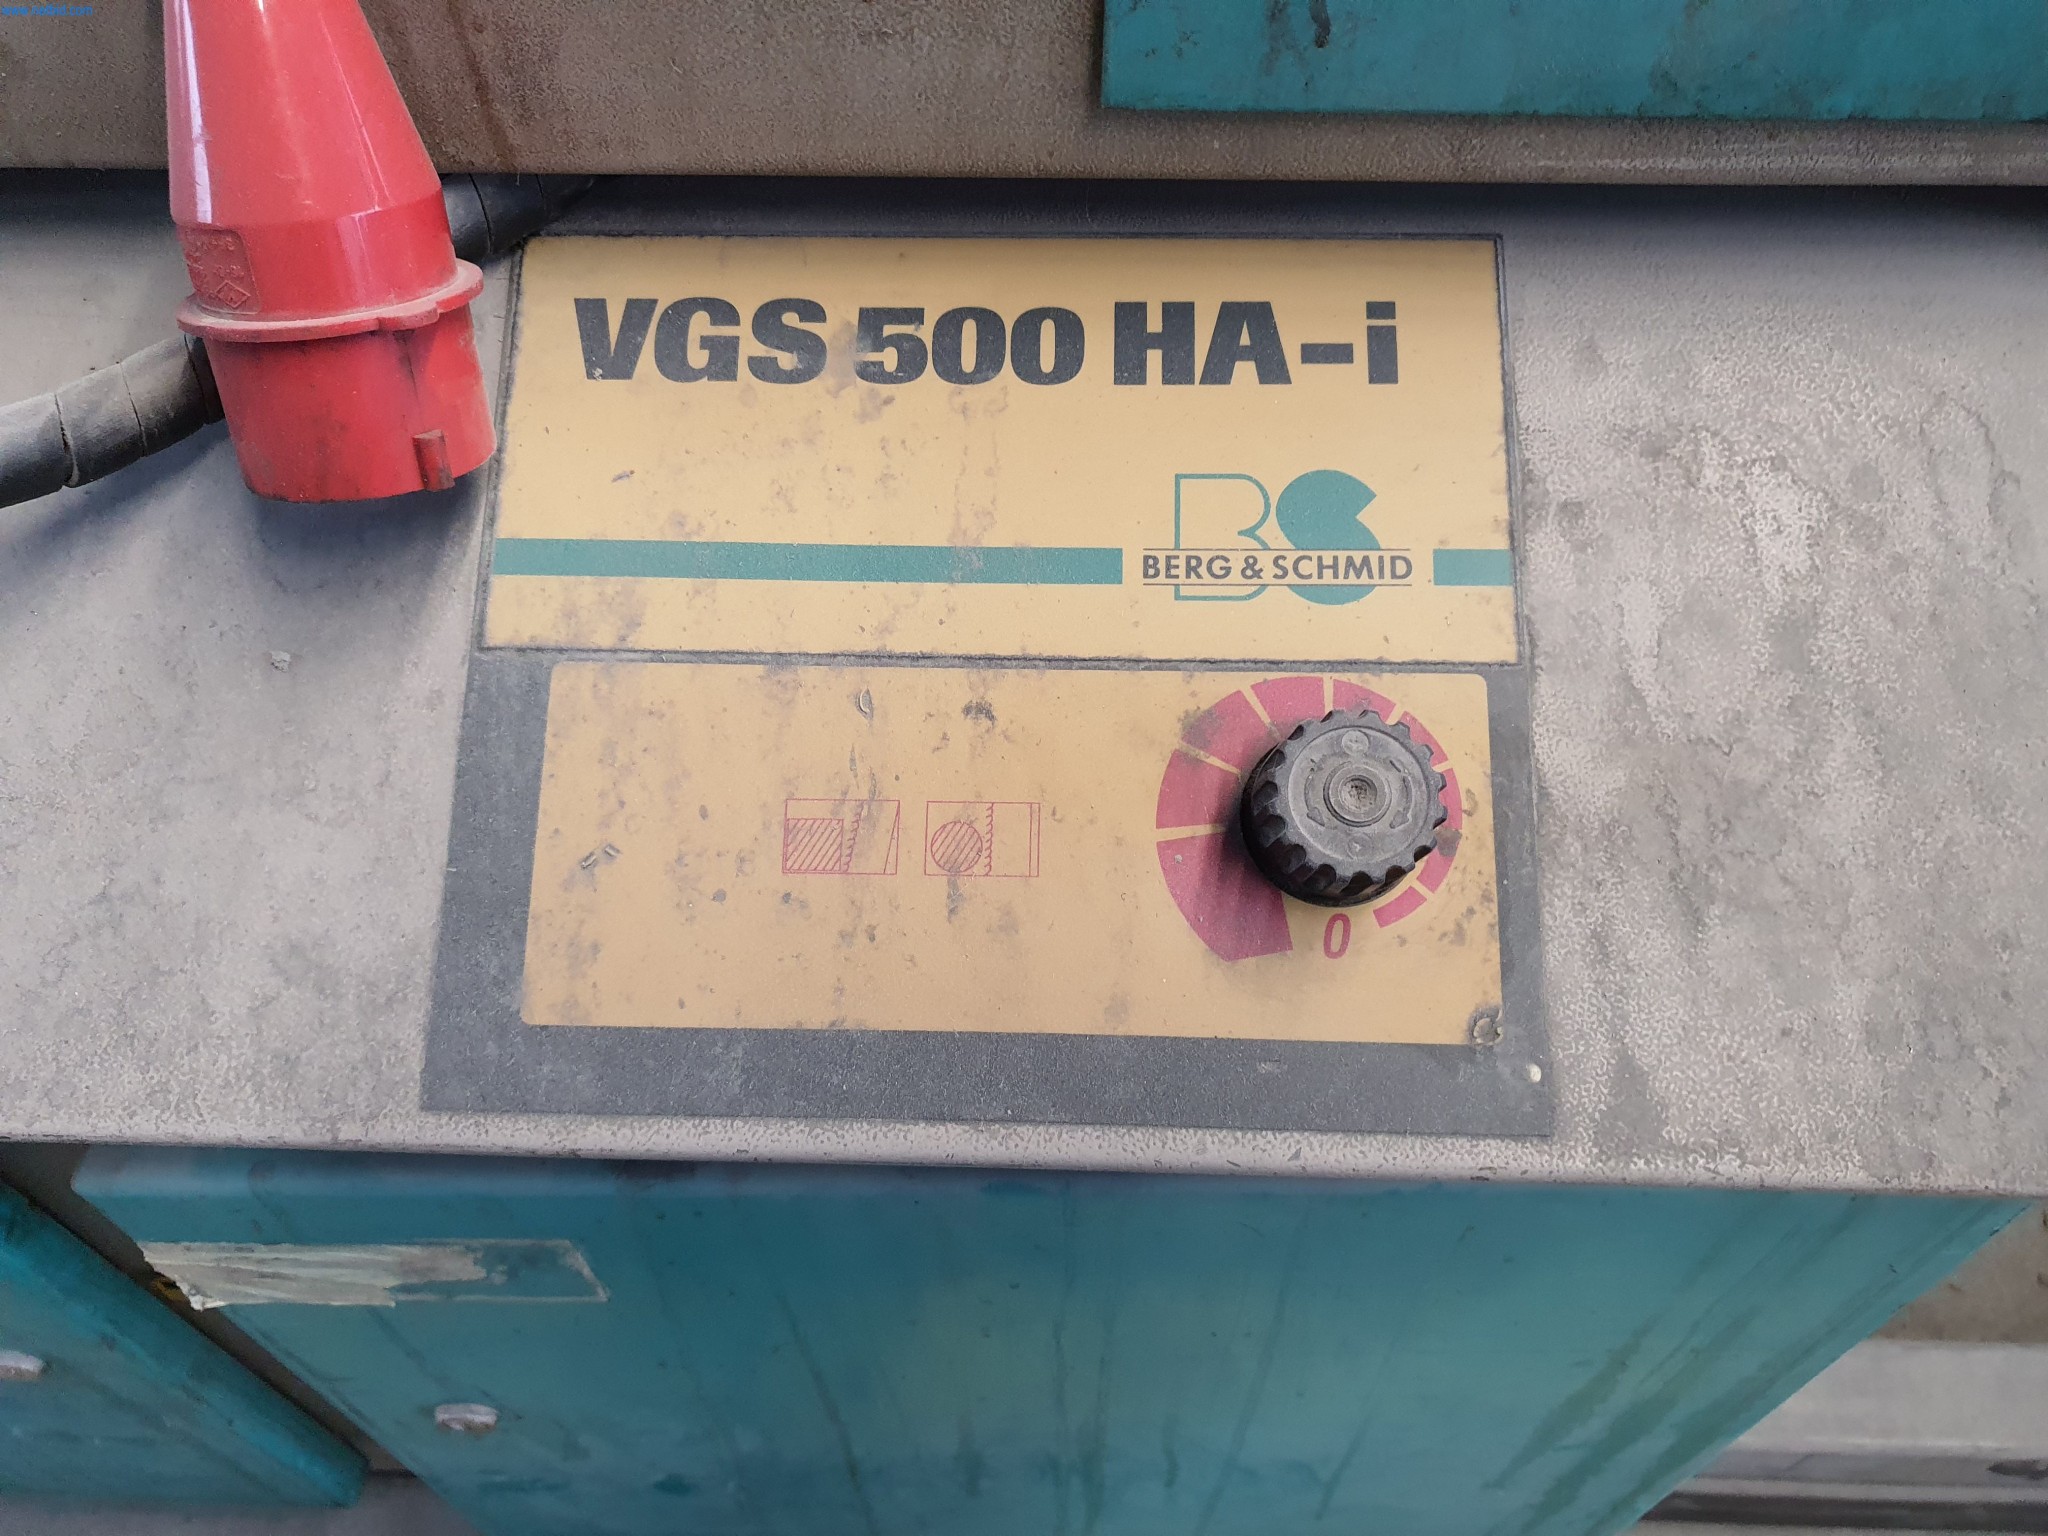 VGS 500 HA-i
BS
BERG & SCHMID
0